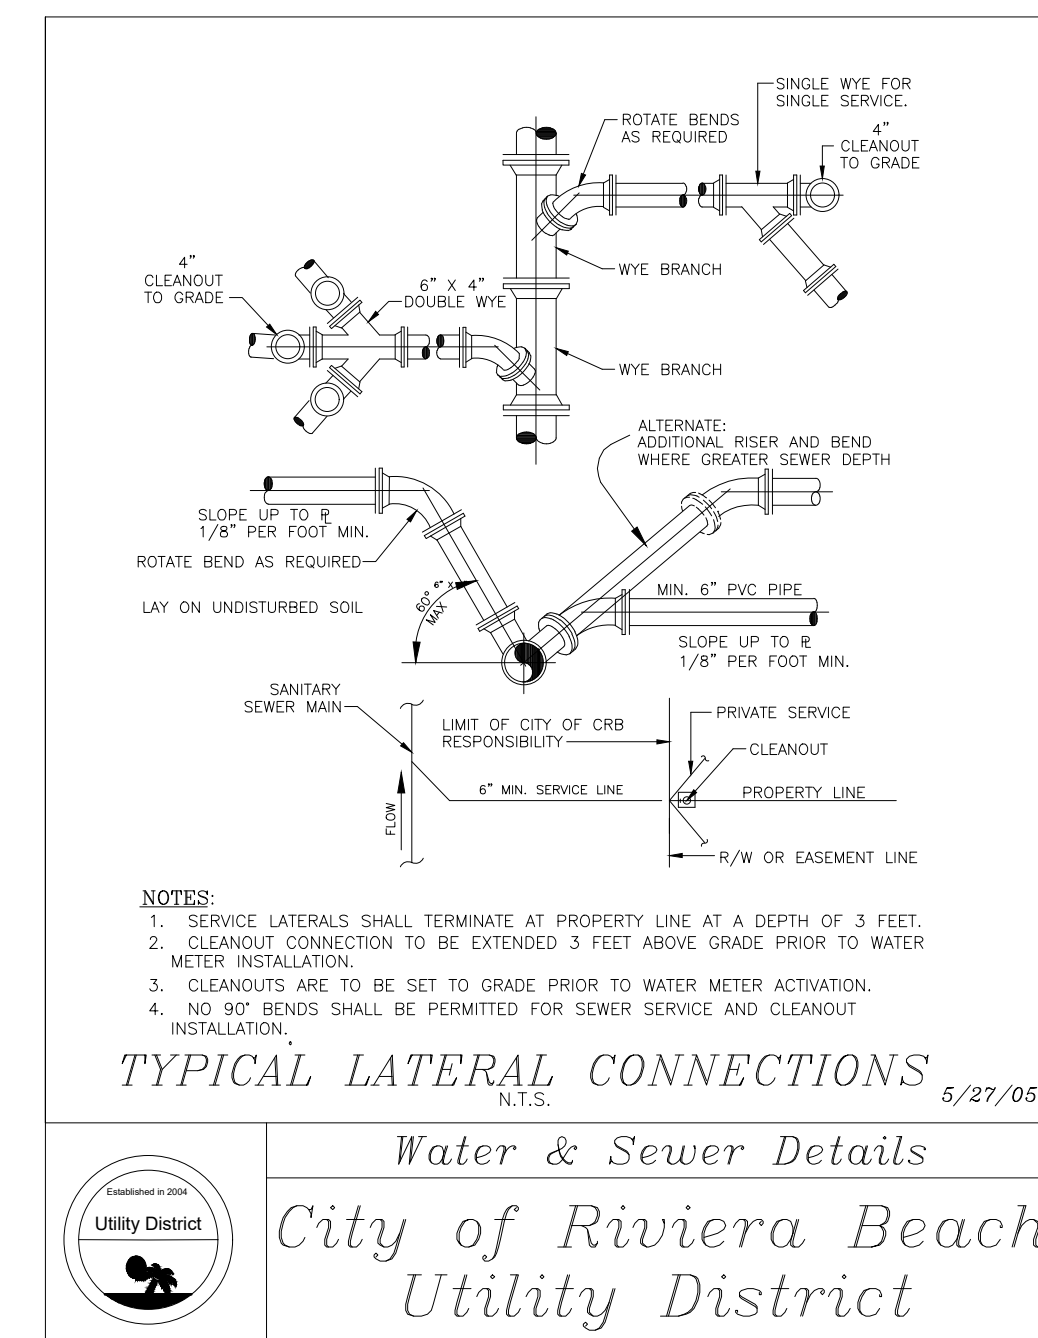 SINGLE WYE FOR
SINGLE SERVICE.
ROTATE BENDS
AS REQUIRED
4”
CLEANOUT
TO GRADE
WYE BRANCH
4”
CLEANOUT
TO GRADE
6” X 4”
DOUBLE WYE
WYE BRANCH
ALTERNATE:
ADDITIONAL RISER AND BEND
WHERE GREATER SEWER DEPTH
SLOPE UP TO ℄
1/8” PER FOOT MIN.
ROTATE BEND AS REQUIRED
LAY ON UNDISTURBED SOIL
60°
MAX
6” X
MIN. 6” PVC PIPE
SLOPE UP TO ℄
1/8” PER FOOT MIN.
SANITARY
SEWER MAIN
LIMIT OF CITY OF CRB
RESPONSIBILITY
PRIVATE SERVICE
CLEANOUT
6” MIN. SERVICE LINE
PROPERTY LINE
FLOW
R/W OR EASEMENT LINE
NOTES:
1. SERVICE LATERALS SHALL TERMINATE AT PROPERTY LINE AT A DEPTH OF 3 FEET.
2. CLEANOUT CONNECTION TO BE EXTENDED 3 FEET ABOVE GRADE PRIOR TO WATER
METER INSTALLATION.
3. CLEANOUTS ARE TO BE SET TO GRADE PRIOR TO WATER METER ACTIVATION.
4. NO 90° BENDS SHALL BE PERMITTED FOR SEWER SERVICE AND CLEANOUT
INSTALLATION.
TYPICAL LATERAL CONNECTIONS
N.T.S.
5/27/05
Water & Sewer Details
Established in 2004
Utility District
City of Riviera Beach
Utility District